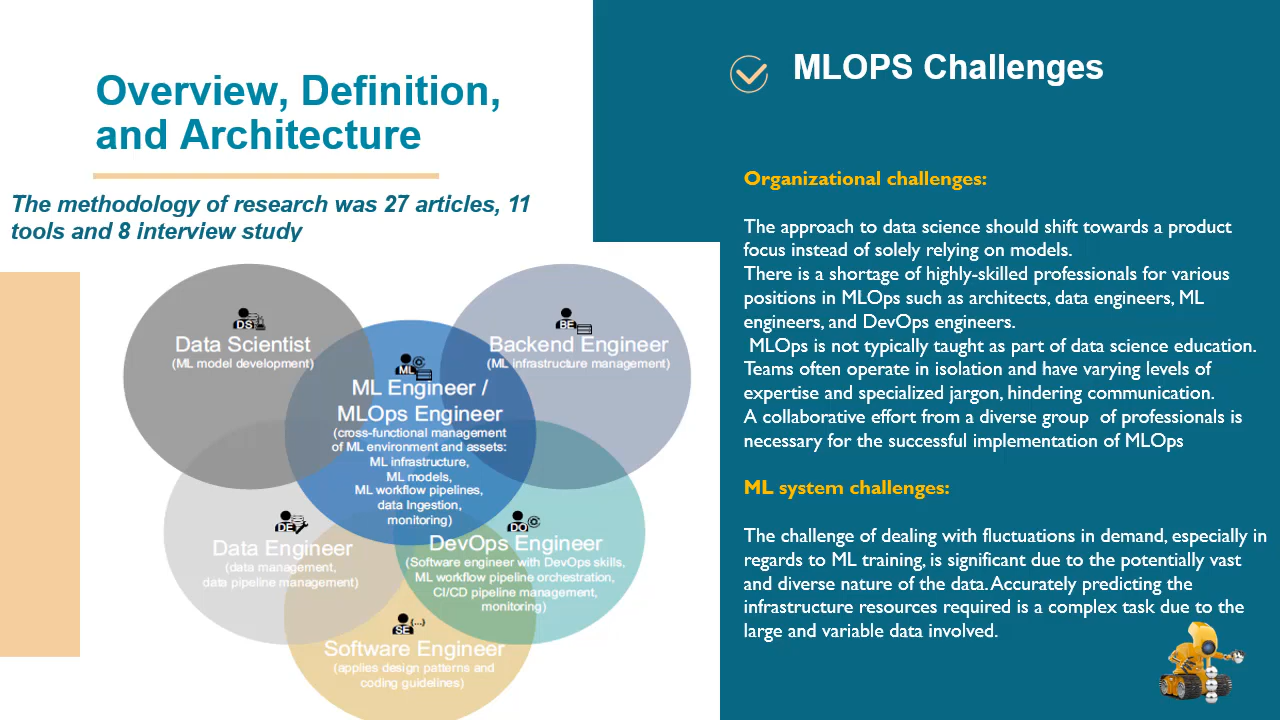 Overview, Definition,
and Architecture
The methodology of research was 27 articles, 11
tools and 8 interview study
DS
Data Scientist
(ML model development)
BE
Backend Engineer
(ML infrastructure management)
ML
ML Engineer /
MLOps Engineer
(cross-functional management
of ML environment and assets:
ML infrastructure,
ML models,
ML workflow pipelines,
data Ingestion,
monitoring)
DE
Data Engineer
(data management,
data pipeline management)
DO
DevOps Engineer
(Software engineer with DevOps skills,
ML workflow pipeline orchestration,
CI/CD pipeline management,
monitoring)
SE
{...}
Software Engineer
(applies design patterns and
coding guidelines)
MLOPS Challenges
Organizational challenges:
The approach to data science should shift towards a product
focus instead of solely relying on models.
There is a shortage of highly-skilled professionals for various
positions in MLOps such as architects, data engineers, ML
engineers, and DevOps engineers.
MLOps is not typically taught as part of data science education.
Teams often operate in isolation and have varying levels of
expertise and specialized jargon, hindering communication.
A collaborative effort from a diverse group of professionals is
necessary for the successful implementation of MLOps
ML system challenges:
The challenge of dealing with fluctuations in demand, especially in
regards to ML training, is significant due to the potentially vast
and diverse nature of the data. Accurately predicting the
infrastructure resources required is a complex task due to the
large and variable data involved.